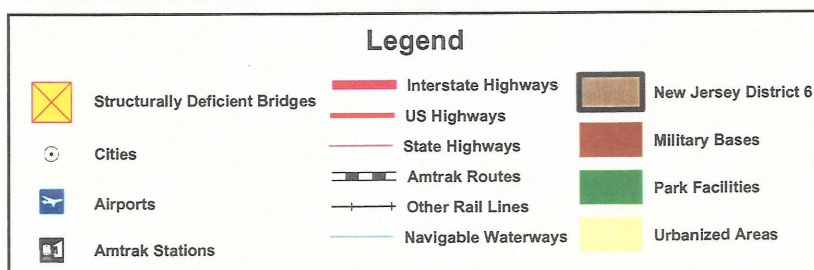 Legend
Structurally Deficient Bridges
Cities
Airports
Amtrak Stations
Interstate Highways
US Highways
State Highways
Amtrak Routes
Other Rail Lines
Navigable Waterways
New Jersey District 6
Military Bases
Park Facilities
Urbanized Areas